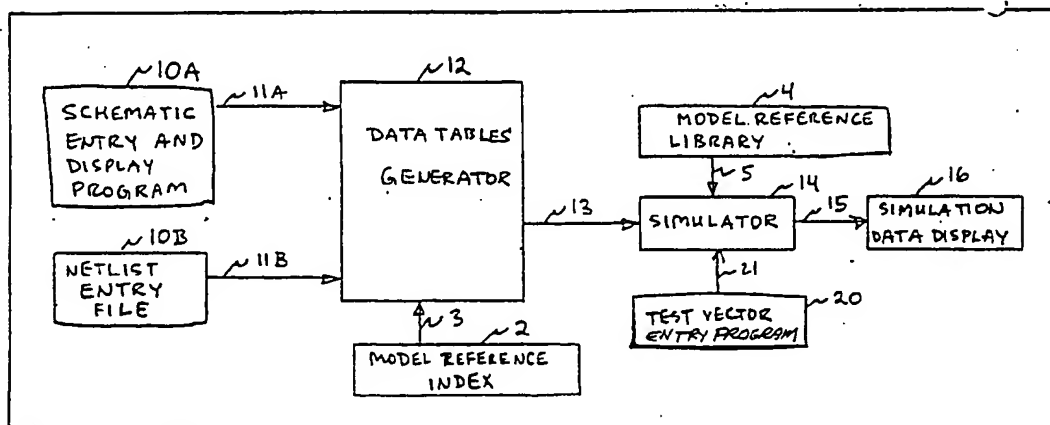 10A
SCHEMATIC
ENTRY AND
DISPLAY
PROGRAM
11A
12
DATA TABLES
GENERATOR
10B
NETLIST
ENTRY
FILE
11B
3
2
MODEL REFERENCE
INDEX
13
4
MODEL REFERENCE
LIBRARY
5
14
SIMULATOR
15
16
SIMULATION
DATA DISPLAY
21
20
TEST VECTOR
ENTRY PROGRAM